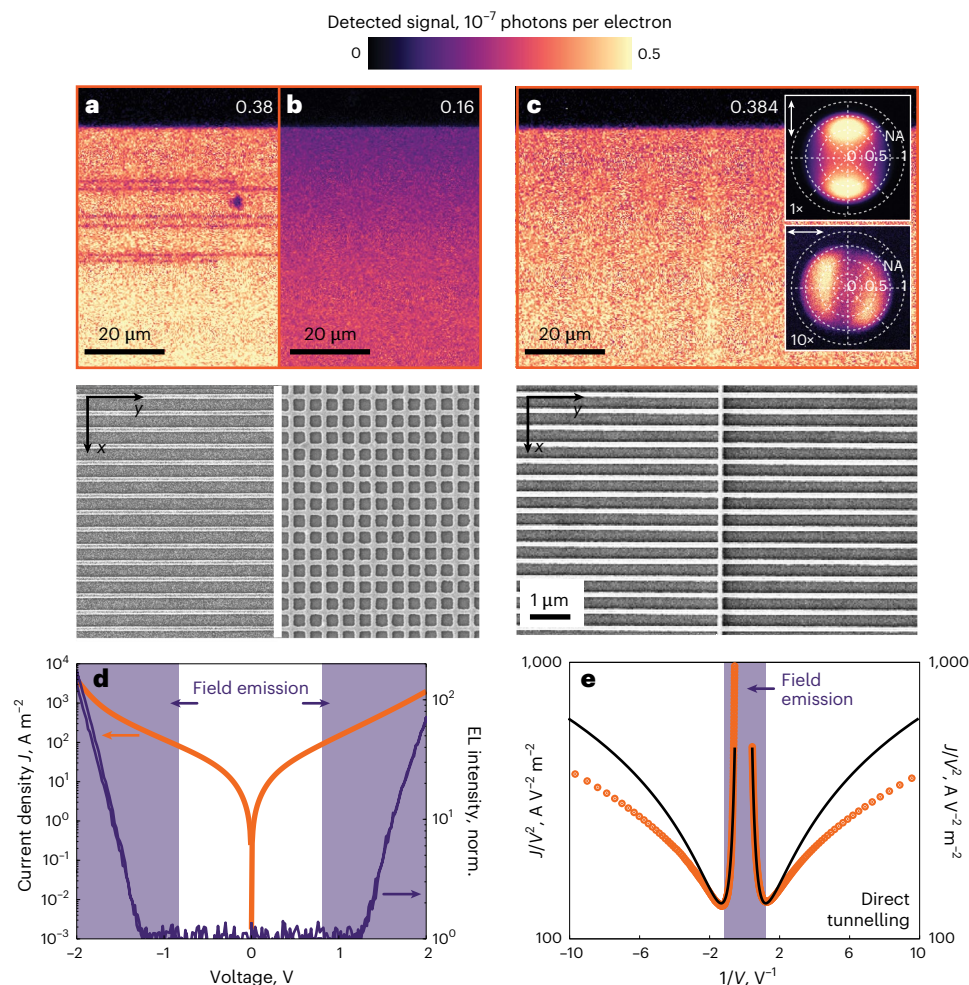 Detected signal, 10⁻⁷ photons per electron
0 0.5
a 0.38
b 0.16
c 0.384
NA
0 0.5 1
1×
NA
0 0.5 1
10×
20 µm
20 µm
20 µm
y
x
y
x
1 µm
d
Field emission
Current density J, A m⁻²
10⁴
10³
10²
10¹
10⁰
10⁻¹
10⁻²
10⁻³
10²
10¹
10⁰
EL intensity, norm.
−2 −1 0 1 2
Voltage, V
e
Field
emission
Direct
tunnelling
1,000
100
J/V², A V⁻² m⁻²
1,000
100
J/V², A V⁻² m⁻²
−10 −6 −2 2 6 10
1/V, V⁻¹